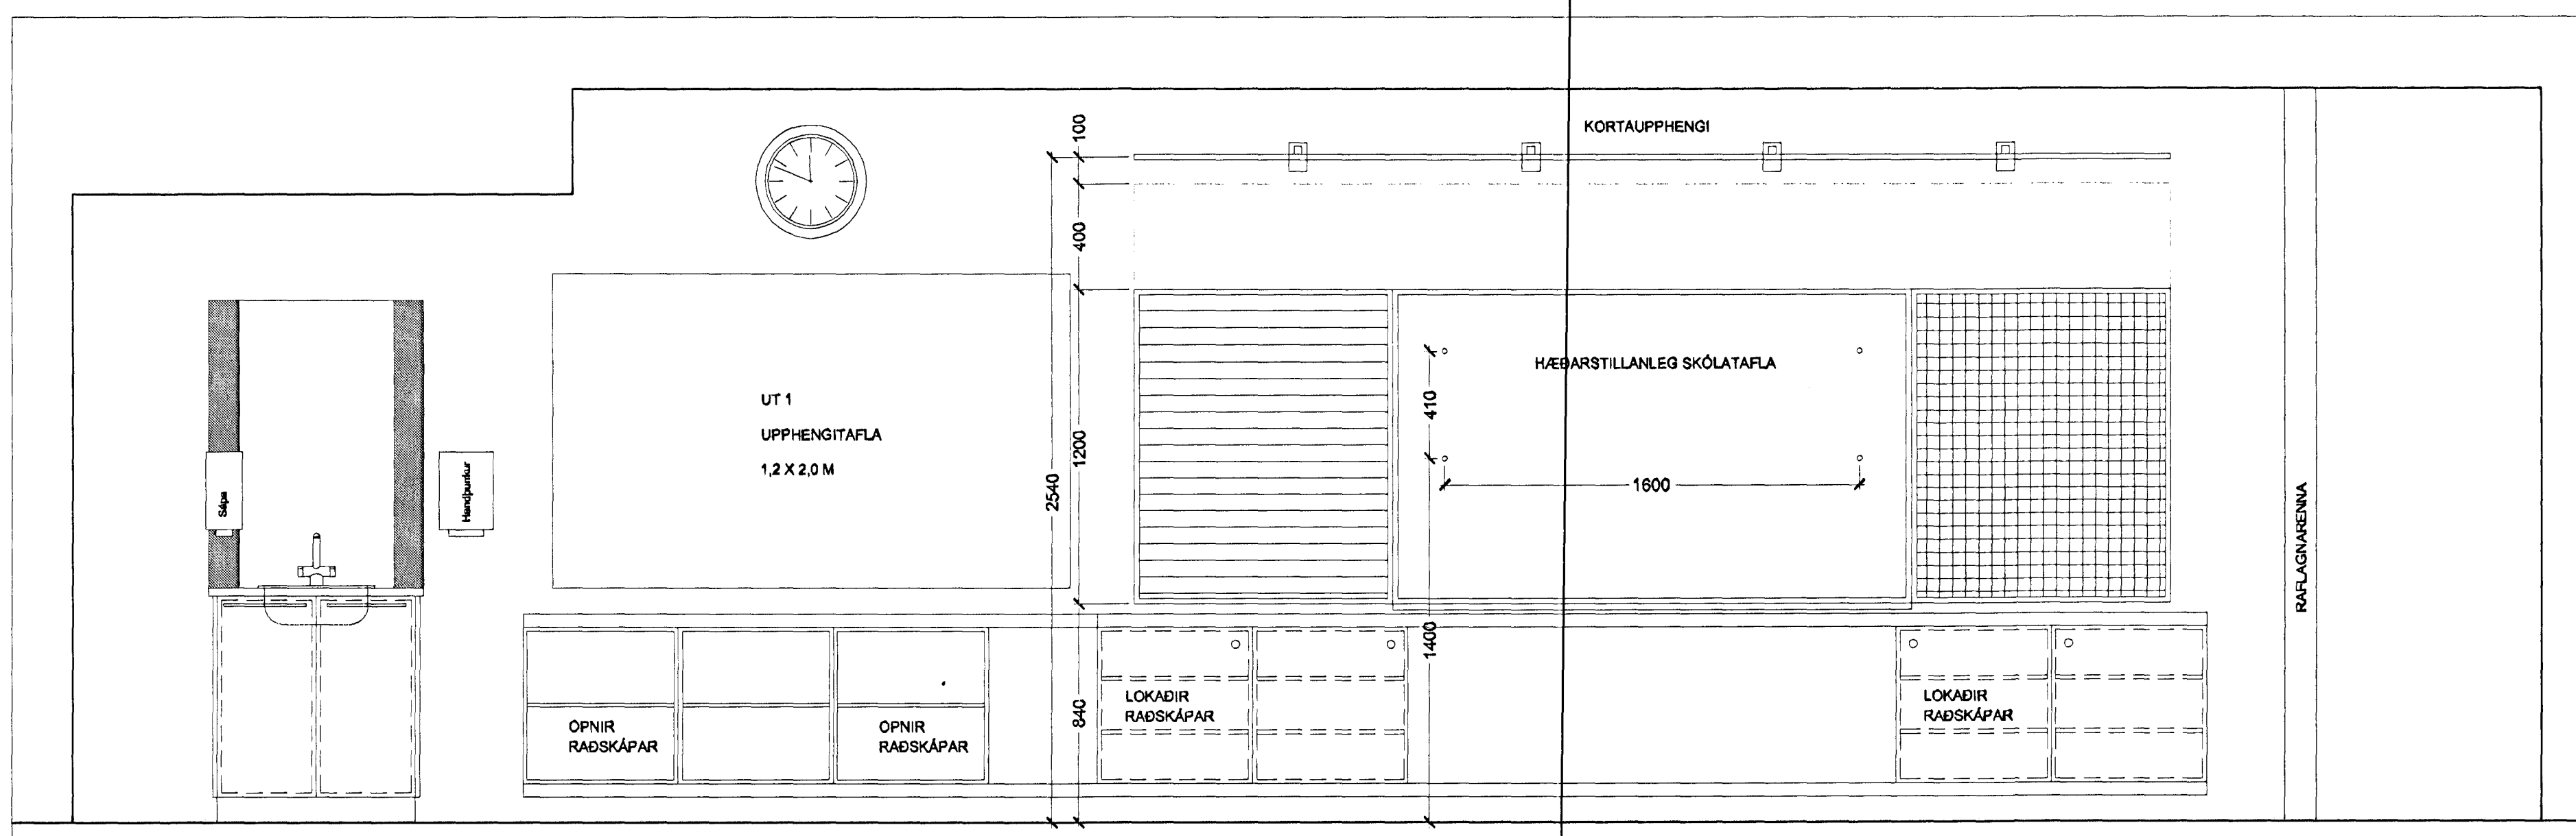 KORTAUPPHENGI
100
400
HÆÐARSTILLANLEG SKÓLATAFLA
UT 1
UPPHENGITAFLA
1,2 X 2,0 M
410
1200
2540
1600
Sápa
Handþurrkur
RAFLAGNARENNA
1400
840
OPNIR
RAÐSKÁPAR
OPNIR
RAÐSKÁPAR
LOKAÐIR
RAÐSKÁPAR
LOKAÐIR
RAÐSKÁPAR